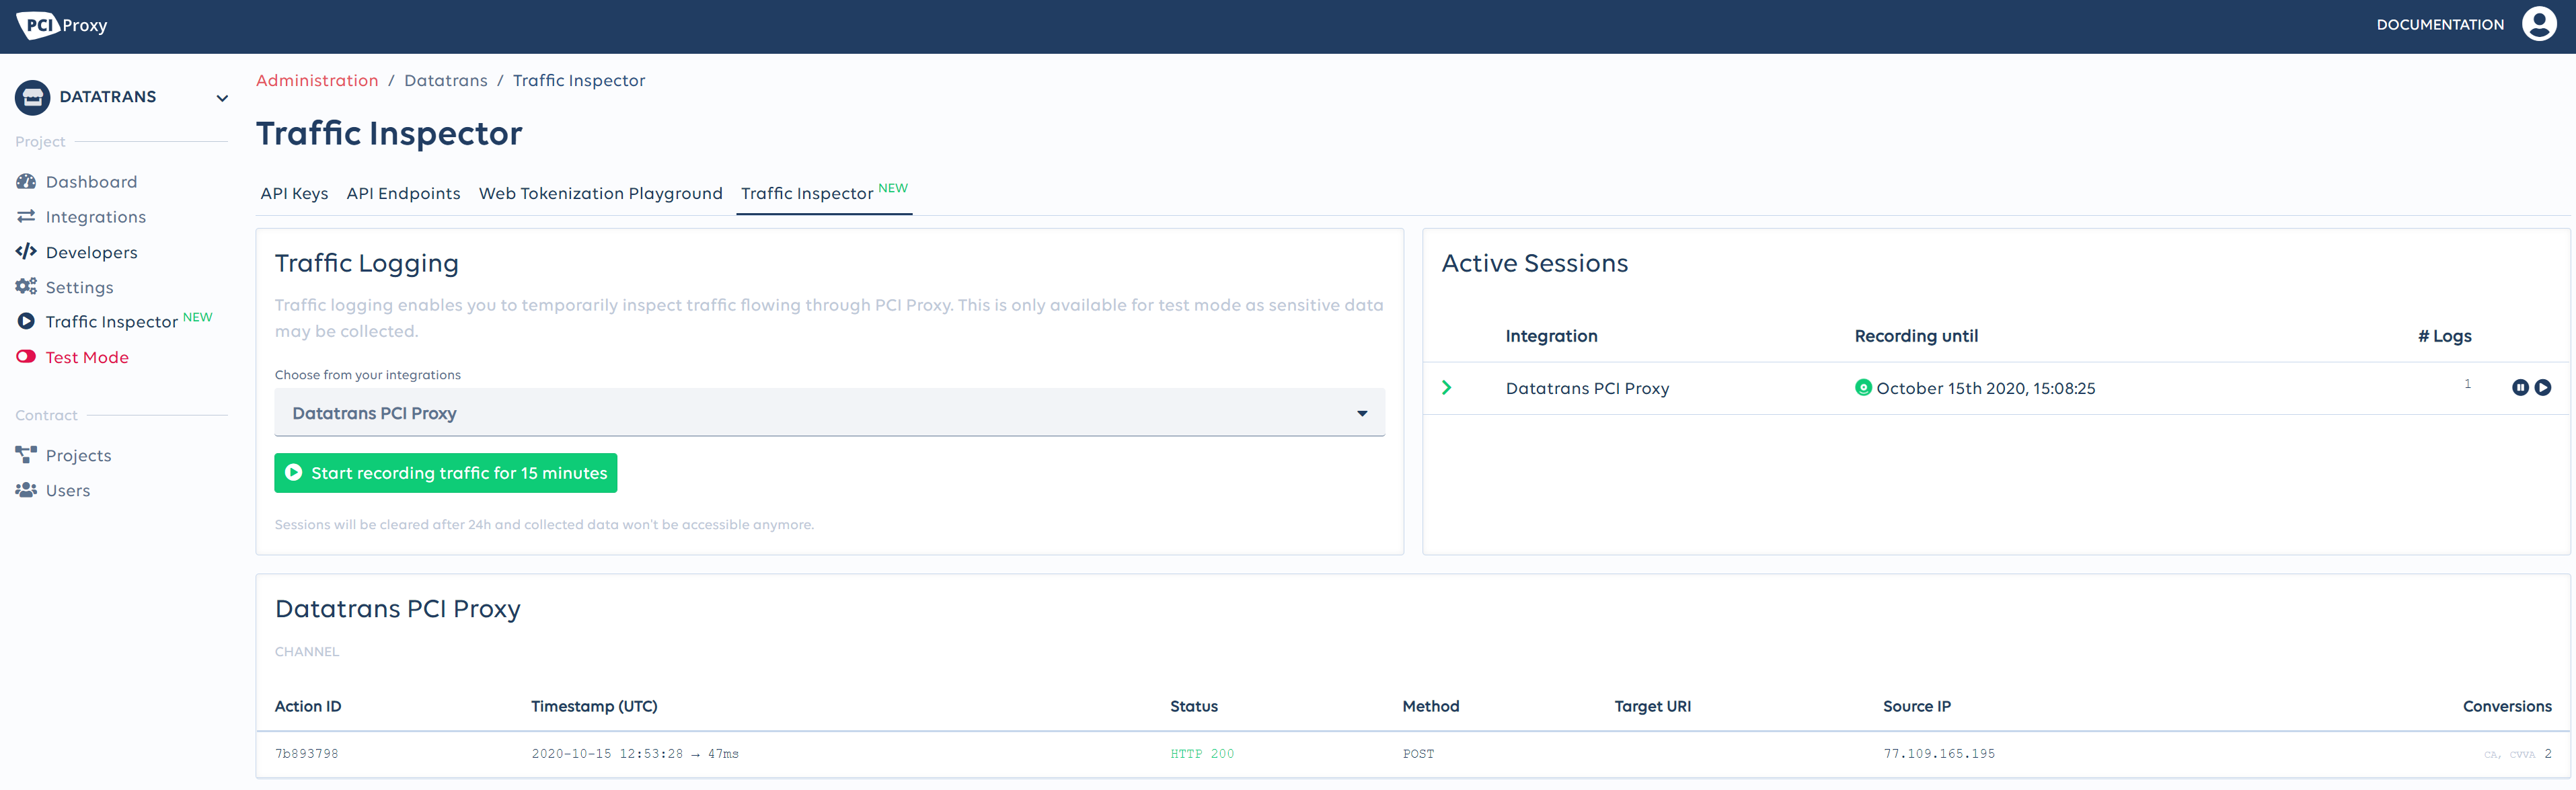 PCI Proxy
DOCUMENTATION
DATATRANS
Project
Dashboard
Integrations
Developers
Settings
Traffic Inspector NEW
Test Mode
Contract
Projects
Users
Administration / Datatrans / Traffic Inspector
Traffic Inspector
API Keys API Endpoints Web Tokenization Playground Traffic Inspector NEW
Traffic Logging
Traffic logging enables you to temporarily inspect traffic flowing through PCI Proxy. This is only available for test mode as sensitive data
may be collected.
Choose from your integrations
Datatrans PCI Proxy
Start recording traffic for 15 minutes
Sessions will be cleared after 24h and collected data won't be accessible anymore.
Active Sessions
Integration Recording until # Logs
Datatrans PCI Proxy October 15th 2020, 15:08:25 1
Datatrans PCI Proxy
CHANNEL
Action ID Timestamp (UTC) Status Method Target URI Source IP Conversions
7b893798 2020-10-15 12:53:28 → 47ms HTTP 200 POST 77.109.165.195 CA, CVVA 2